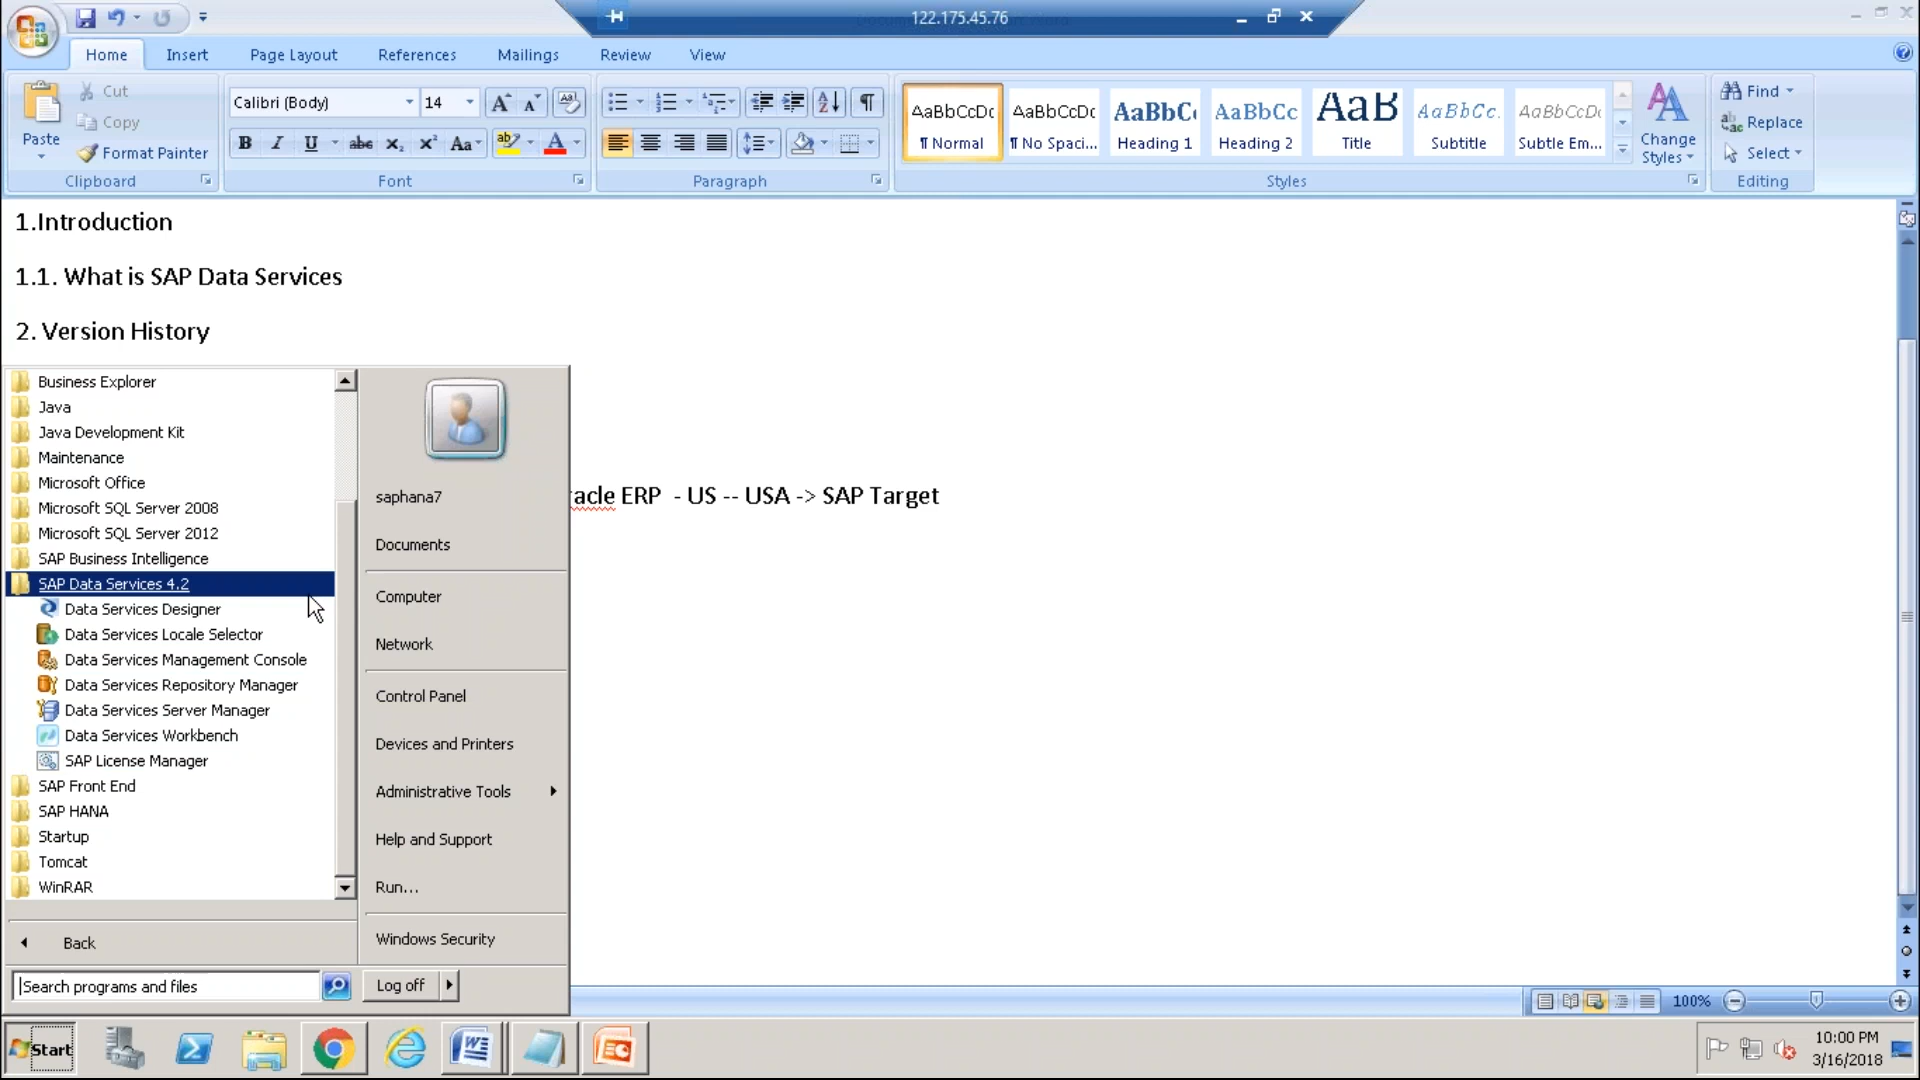 122.175.45.76
Home Insert Page Layout References Mailings Review View
Paste
Cut
Copy
Format Painter
Clipboard
Calibri (Body) 14
B I U abc x₂ x² Aa ab A
Font
Paragraph
AaBbCcDc AaBbCcDc AaBbC AaBbCc AaB AaBbCc. AaBbCcDc
¶ Normal ¶ No Spaci... Heading 1 Heading 2 Title Subtitle Subtle Em...
Change Styles
Styles
Find
Replace
Select
Editing
1.Introduction
1.1. What is SAP Data Services
2. Version History
acle ERP - US -- USA -> SAP Target
Business Explorer
Java
Java Development Kit
Maintenance
Microsoft Office
Microsoft SQL Server 2008
Microsoft SQL Server 2012
SAP Business Intelligence
SAP Data Services 4.2
Data Services Designer
Data Services Locale Selector
Data Services Management Console
Data Services Repository Manager
Data Services Server Manager
Data Services Workbench
SAP License Manager
SAP Front End
SAP HANA
Startup
Tomcat
WinRAR
Back
Search programs and files
saphana7
Documents
Computer
Network
Control Panel
Devices and Printers
Administrative Tools
Help and Support
Run...
Windows Security
Log off
100%
Start
10:00 PM
3/16/2018